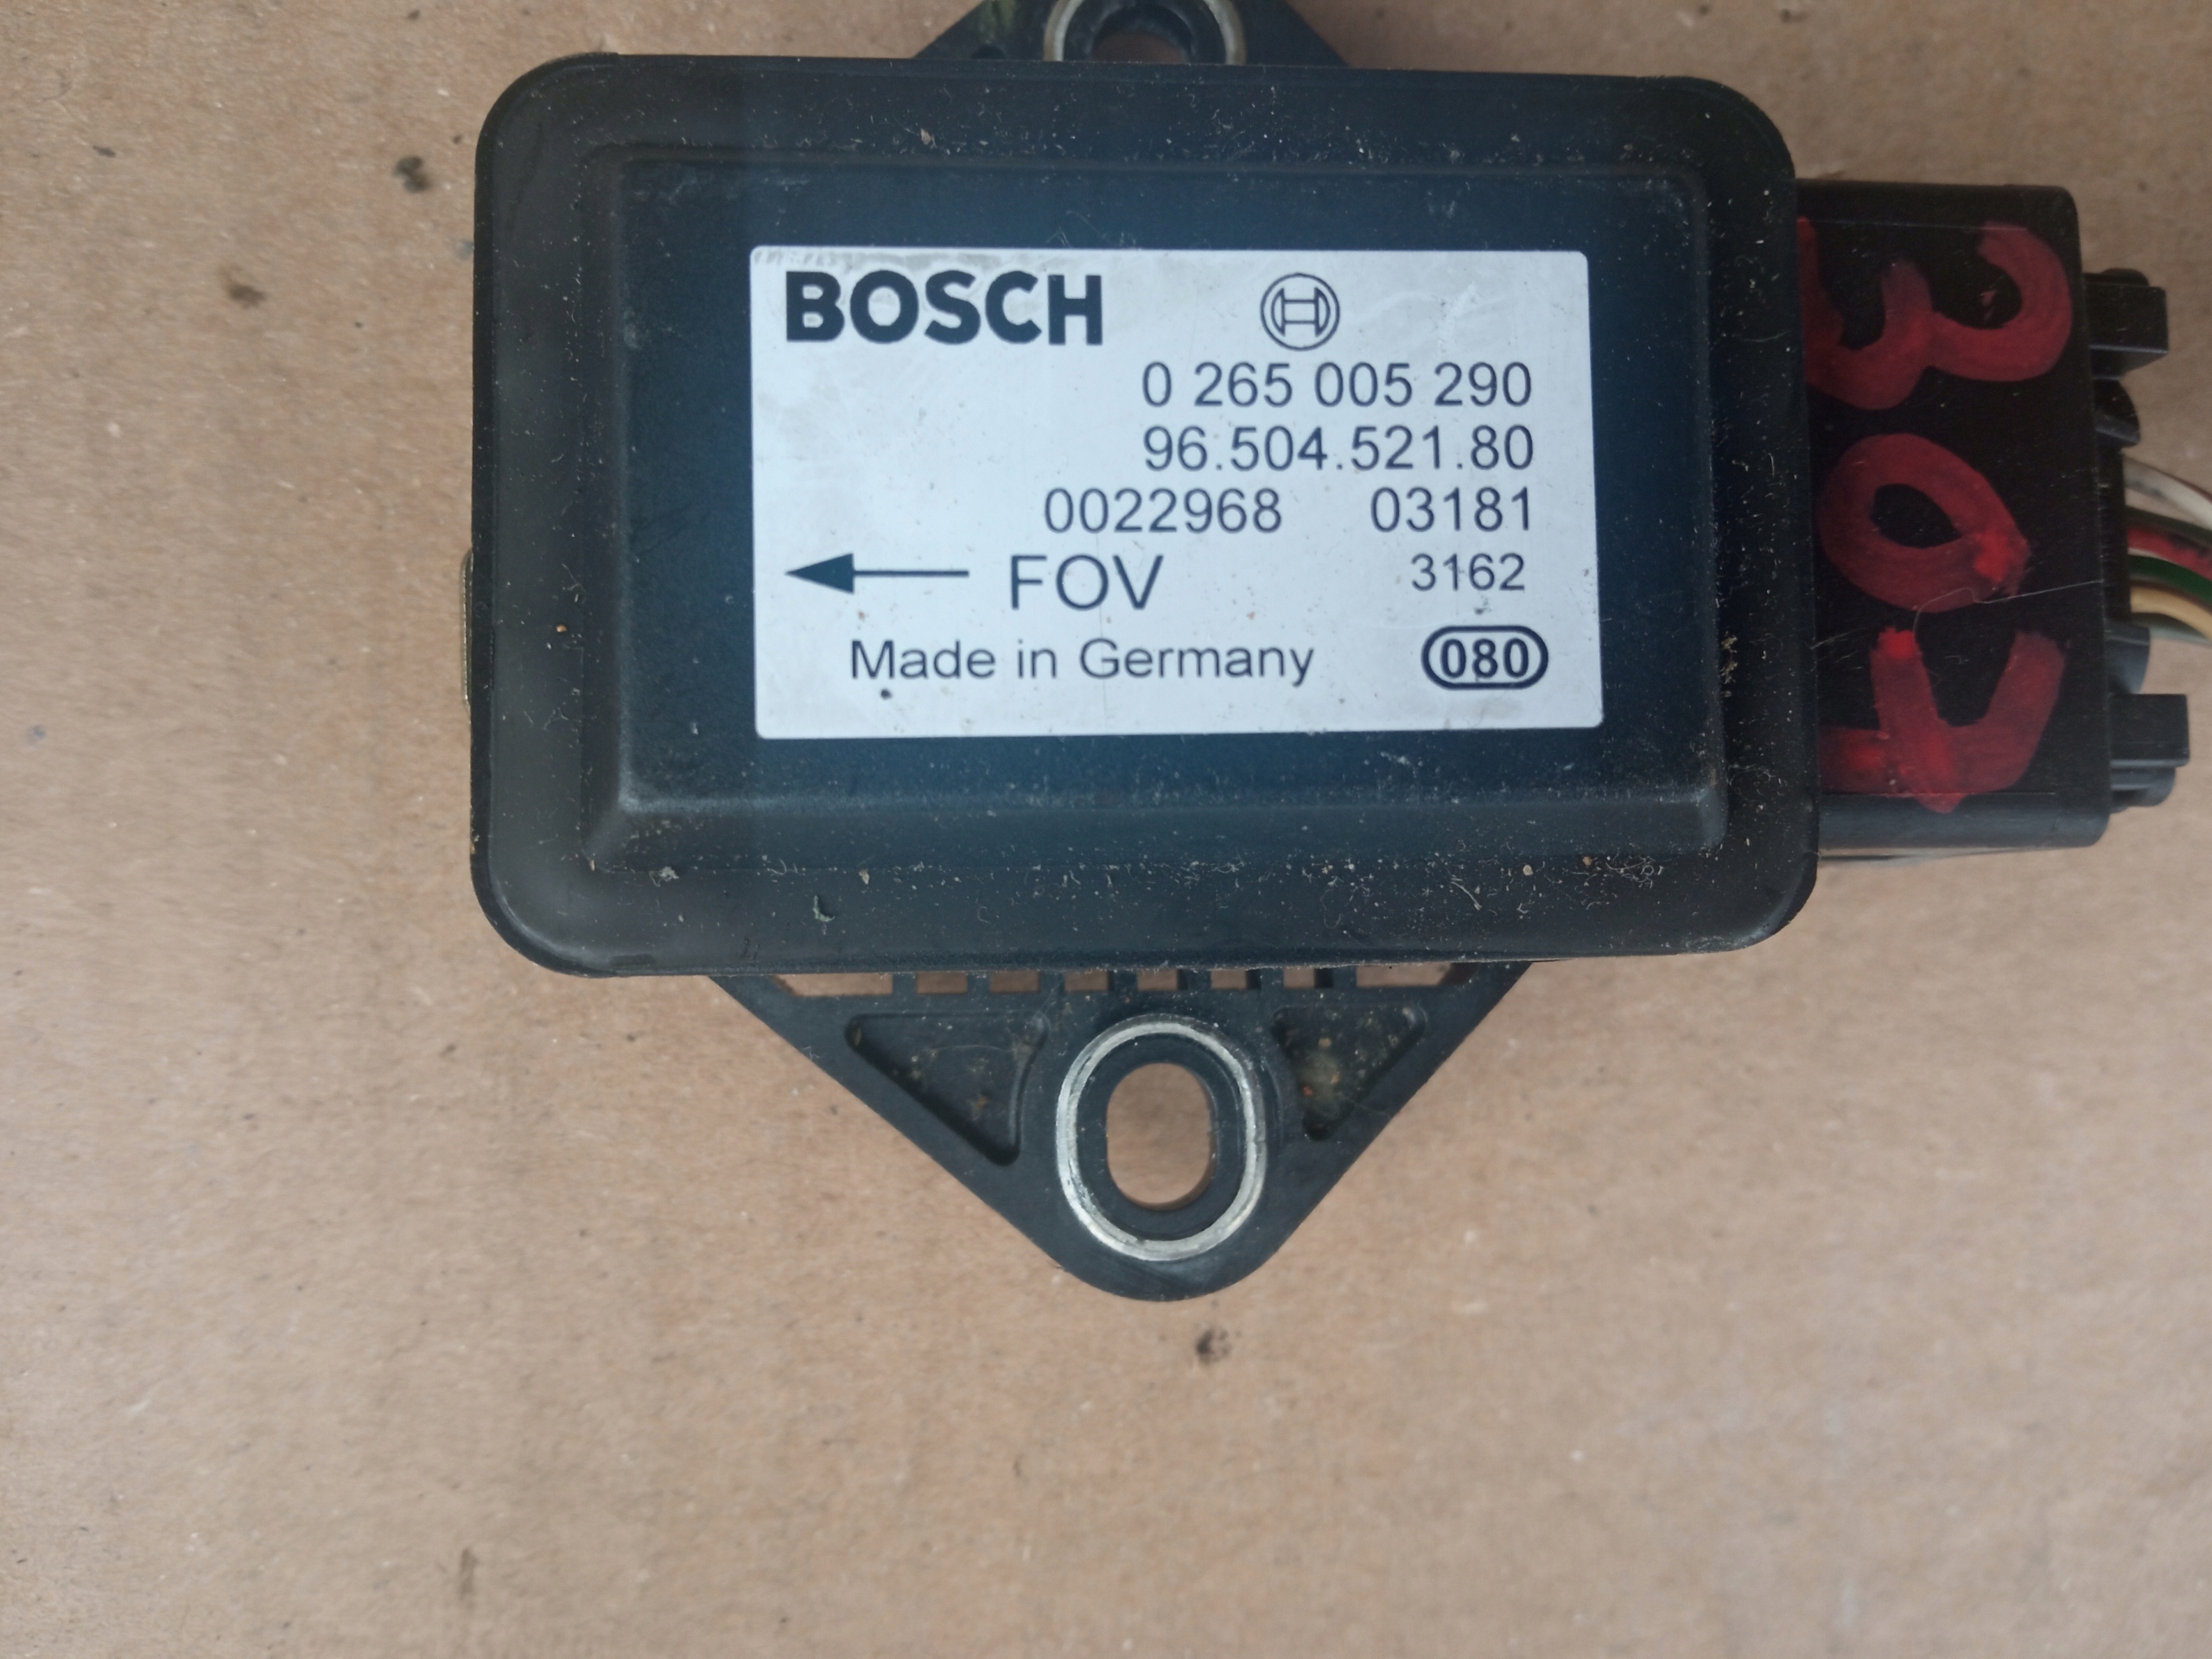 BOSCH
0 265 005 290
96.504.521.80
0022968 03181
FOV 3162
Made in Germany 080
307